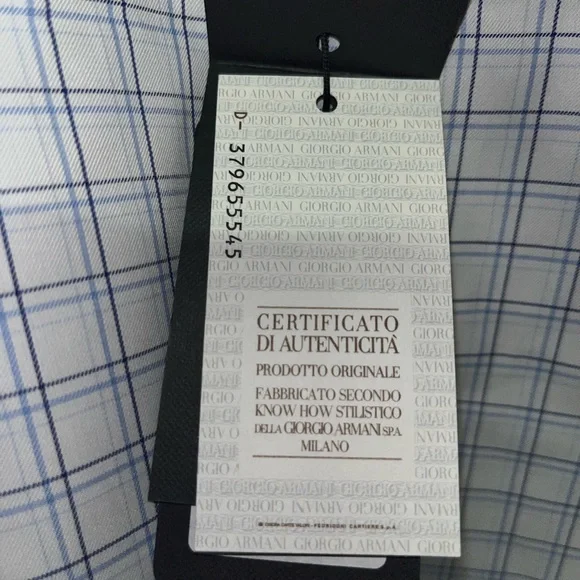 D- 379655545
GIORGIO ARMANI GIORGIO ARMANI
CERTIFICATO
DI AUTENTICITÀ
PRODOTTO ORIGINALE
FABBRICATO SECONDO
KNOW HOW STILISTICO
DELLA GIORGIO ARMANI S.P.A.
MILANO